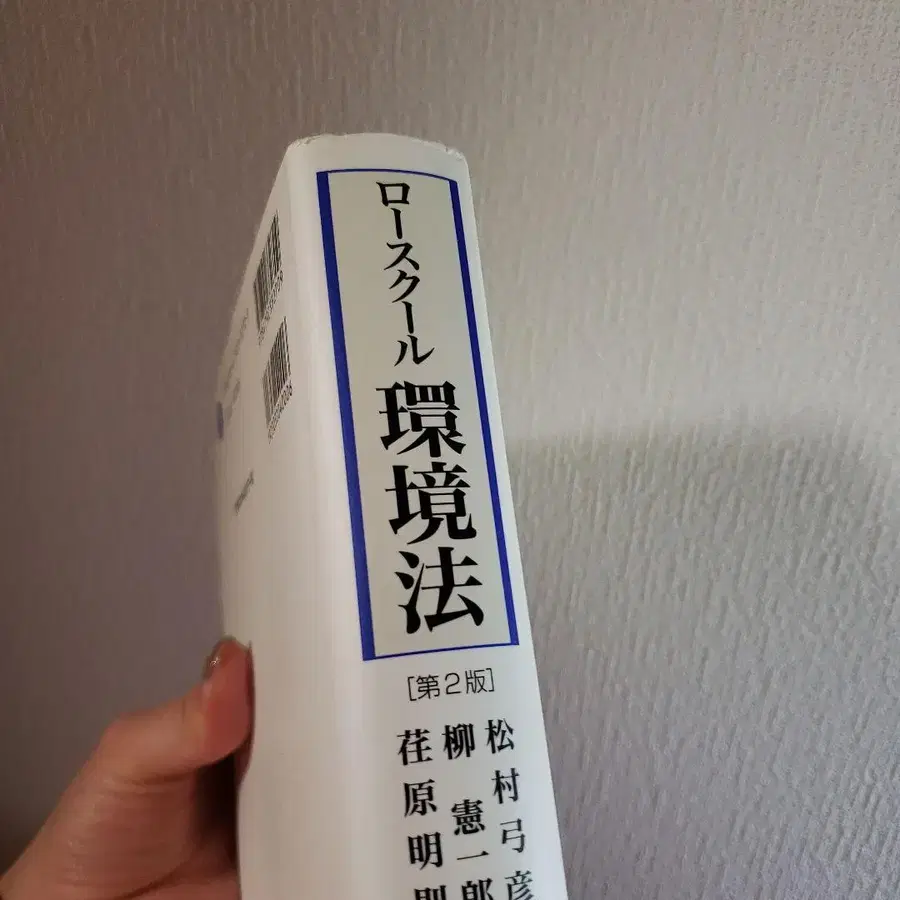 ロースクール 環境法
[第2版]
松村弓彦
柳 憲一郎
荏原明則